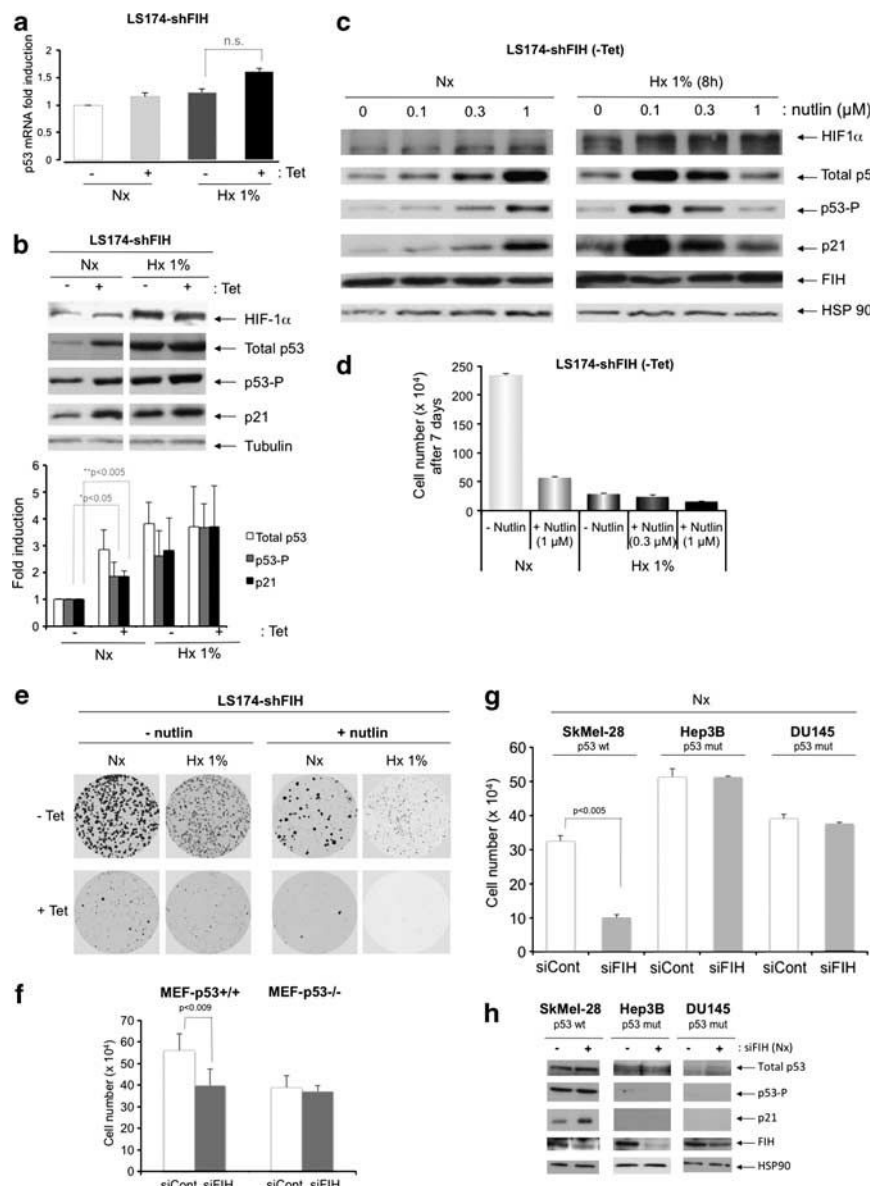 a
LS174-shFIH
n.s.
2
1.5
1
0.5
0
p53 mRNA fold induction
- + - + : Tet
Nx Hx 1%
b
LS174-shFIH
Nx Hx 1%
- + - + : Tet
HIF-1α
Total p53
p53-P
p21
Tubulin
6
5
4
3
2
1
0
Fold induction
**p<0.005
*p<0.05
Total p53
p53-P
p21
- + - + : Tet
Nx Hx 1%
c
LS174-shFIH (-Tet)
Nx Hx 1% (8h)
0 0.1 0.3 1 0 0.1 0.3 1 : nutlin (µM)
HIF1α
Total p5
p53-P
p21
FIH
HSP 90
d
LS174-shFIH (-Tet)
250
200
150
100
50
0
Cell number (x 10⁴)
after 7 days
- Nutlin + Nutlin - Nutlin + Nutlin + Nutlin
(1 µM) (0.3 µM) (1 µM)
Nx Hx 1%
e
LS174-shFIH
- nutlin + nutlin
Nx Hx 1% Nx Hx 1%
- Tet
+ Tet
f
MEF-p53+/+ MEF-p53-/-
p<0.009
70
60
50
40
30
20
10
0
Cell number (x 10⁴)
siCont siFIH siCont siFIH
g
Nx
SkMel-28 Hep3B DU145
p53 wt p53 mut p53 mut
60
50
40
30
20
10
0
Cell number (x 10⁴)
p<0.005
siCont siFIH siCont siFIH siCont siFIH
h
SkMel-28 Hep3B DU145
p53 wt p53 mut p53 mut
- + - + - + : siFIH (Nx)
Total p53
p53-P
p21
FIH
HSP90